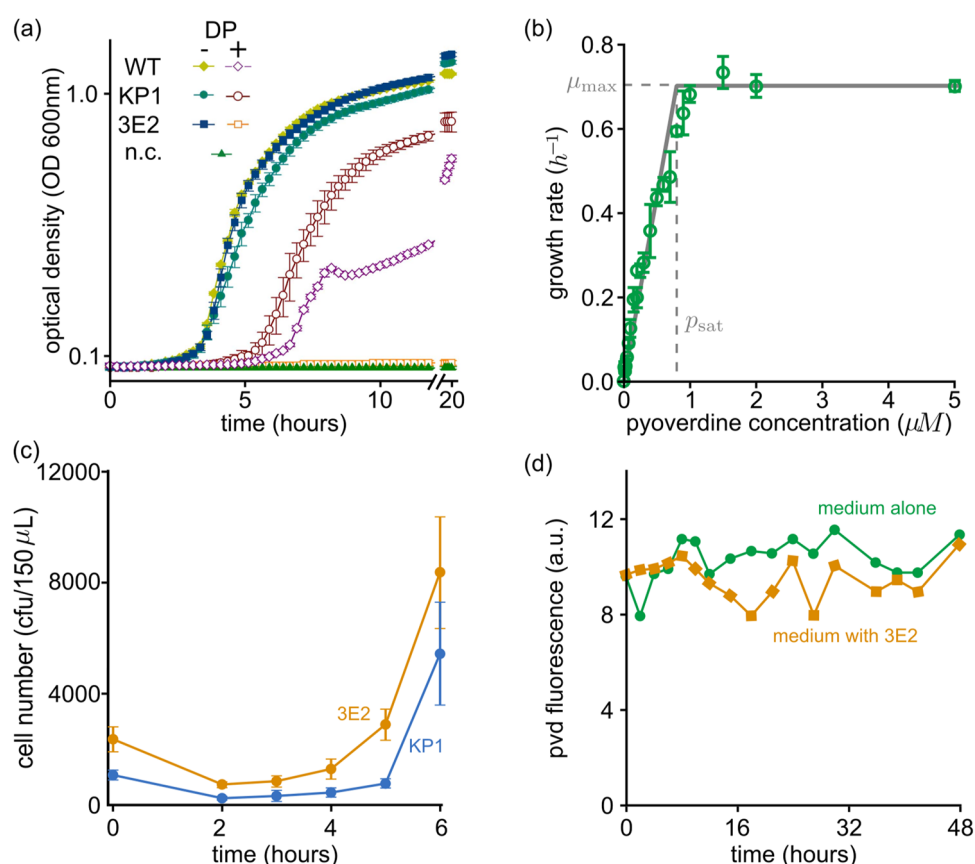 (a)
DP
- +
WT
KP1
3E2
n.c.
optical density (OD 600nm)
1.0
0.1
0 5 10 20
time (hours)
(b)
growth rate (h⁻¹)
0.8
0.6
0.4
0.2
0.0
μmax
psat
0 1 2 3 4 5
pyoverdine concentration (μM)
(c)
cell number (cfu/150 μL)
12000
8000
4000
0
3E2
KP1
0 2 4 6
time (hours)
(d)
pvd fluorescence (a.u.)
12
8
4
0
medium alone
medium with 3E2
0 16 32 48
time (hours)